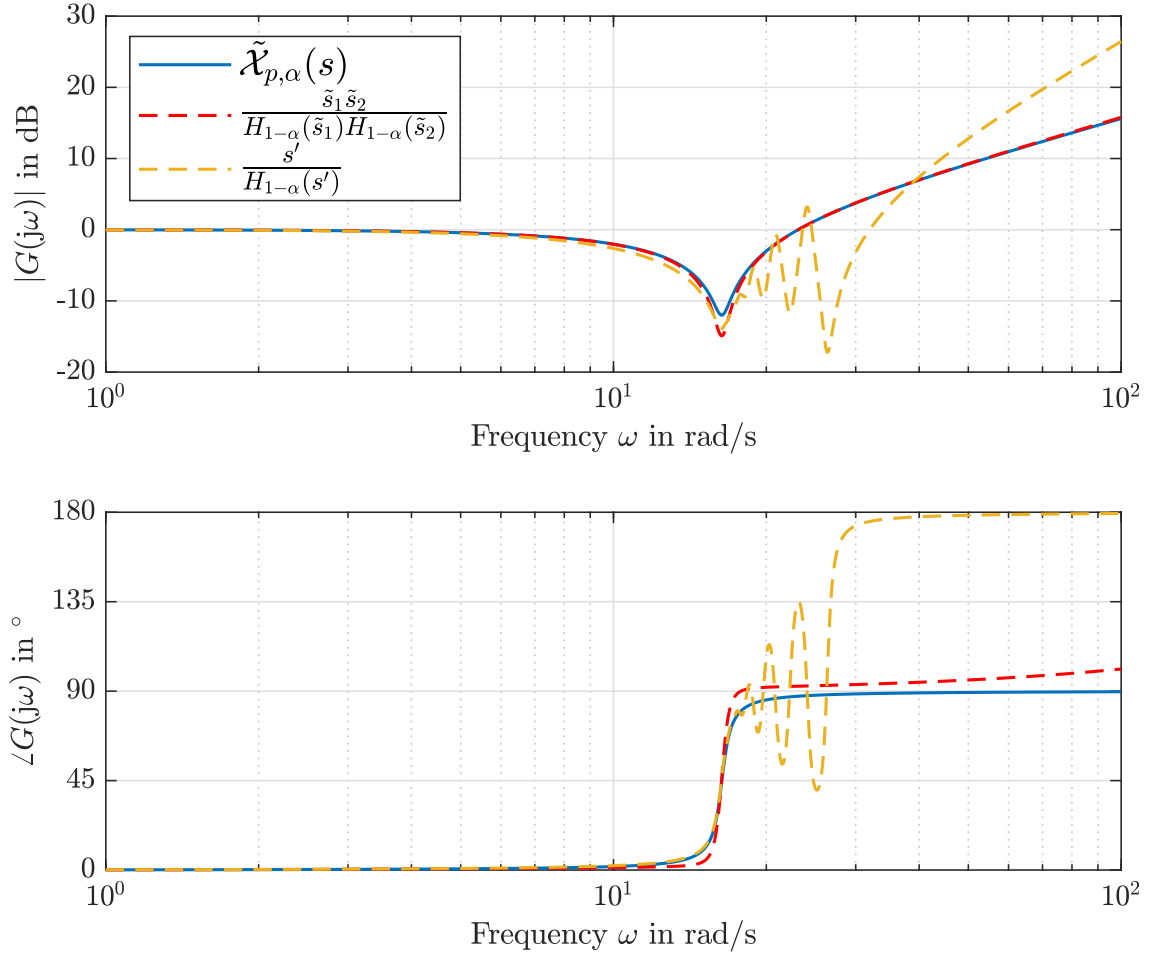 30
20
10
0
-10
-20
|G(jω)| in dB
𝒳̃_{p,α}(s)
s̃₁s̃₂ / H_{1−α}(s̃₁)H_{1−α}(s̃₂)
s′ / H_{1−α}(s′)
10⁰ 10¹ 10²
Frequency ω in rad/s
180
135
90
45
0
∠G(jω) in °
10⁰ 10¹ 10²
Frequency ω in rad/s